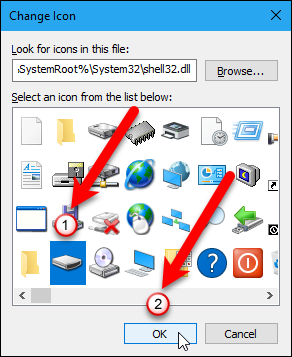 Change Icon
Look for icons in this file:
SystemRoot%\System32\shell32.dll
Browse...
Select an icon from the list below:
1
2
OK
Cancel